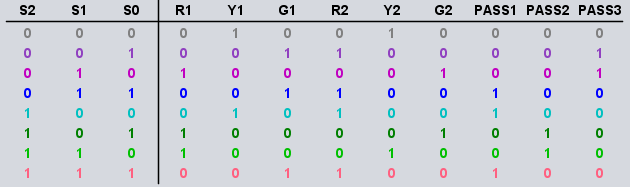 S2 S1 S0 R1 Y1 G1 R2 Y2 G2 PASS1 PASS2 PASS3
0 0 0 0 1 0 0 1 0 0 0 0
0 0 1 0 0 1 1 0 0 0 0 1
0 1 0 1 0 0 0 0 1 0 0 1
0 1 1 0 0 1 1 0 0 1 0 0
1 0 0 0 1 0 1 0 0 1 0 0
1 0 1 1 0 0 0 0 1 0 1 0
1 1 0 1 0 0 0 1 0 0 1 0
1 1 1 0 0 1 1 0 0 1 0 0